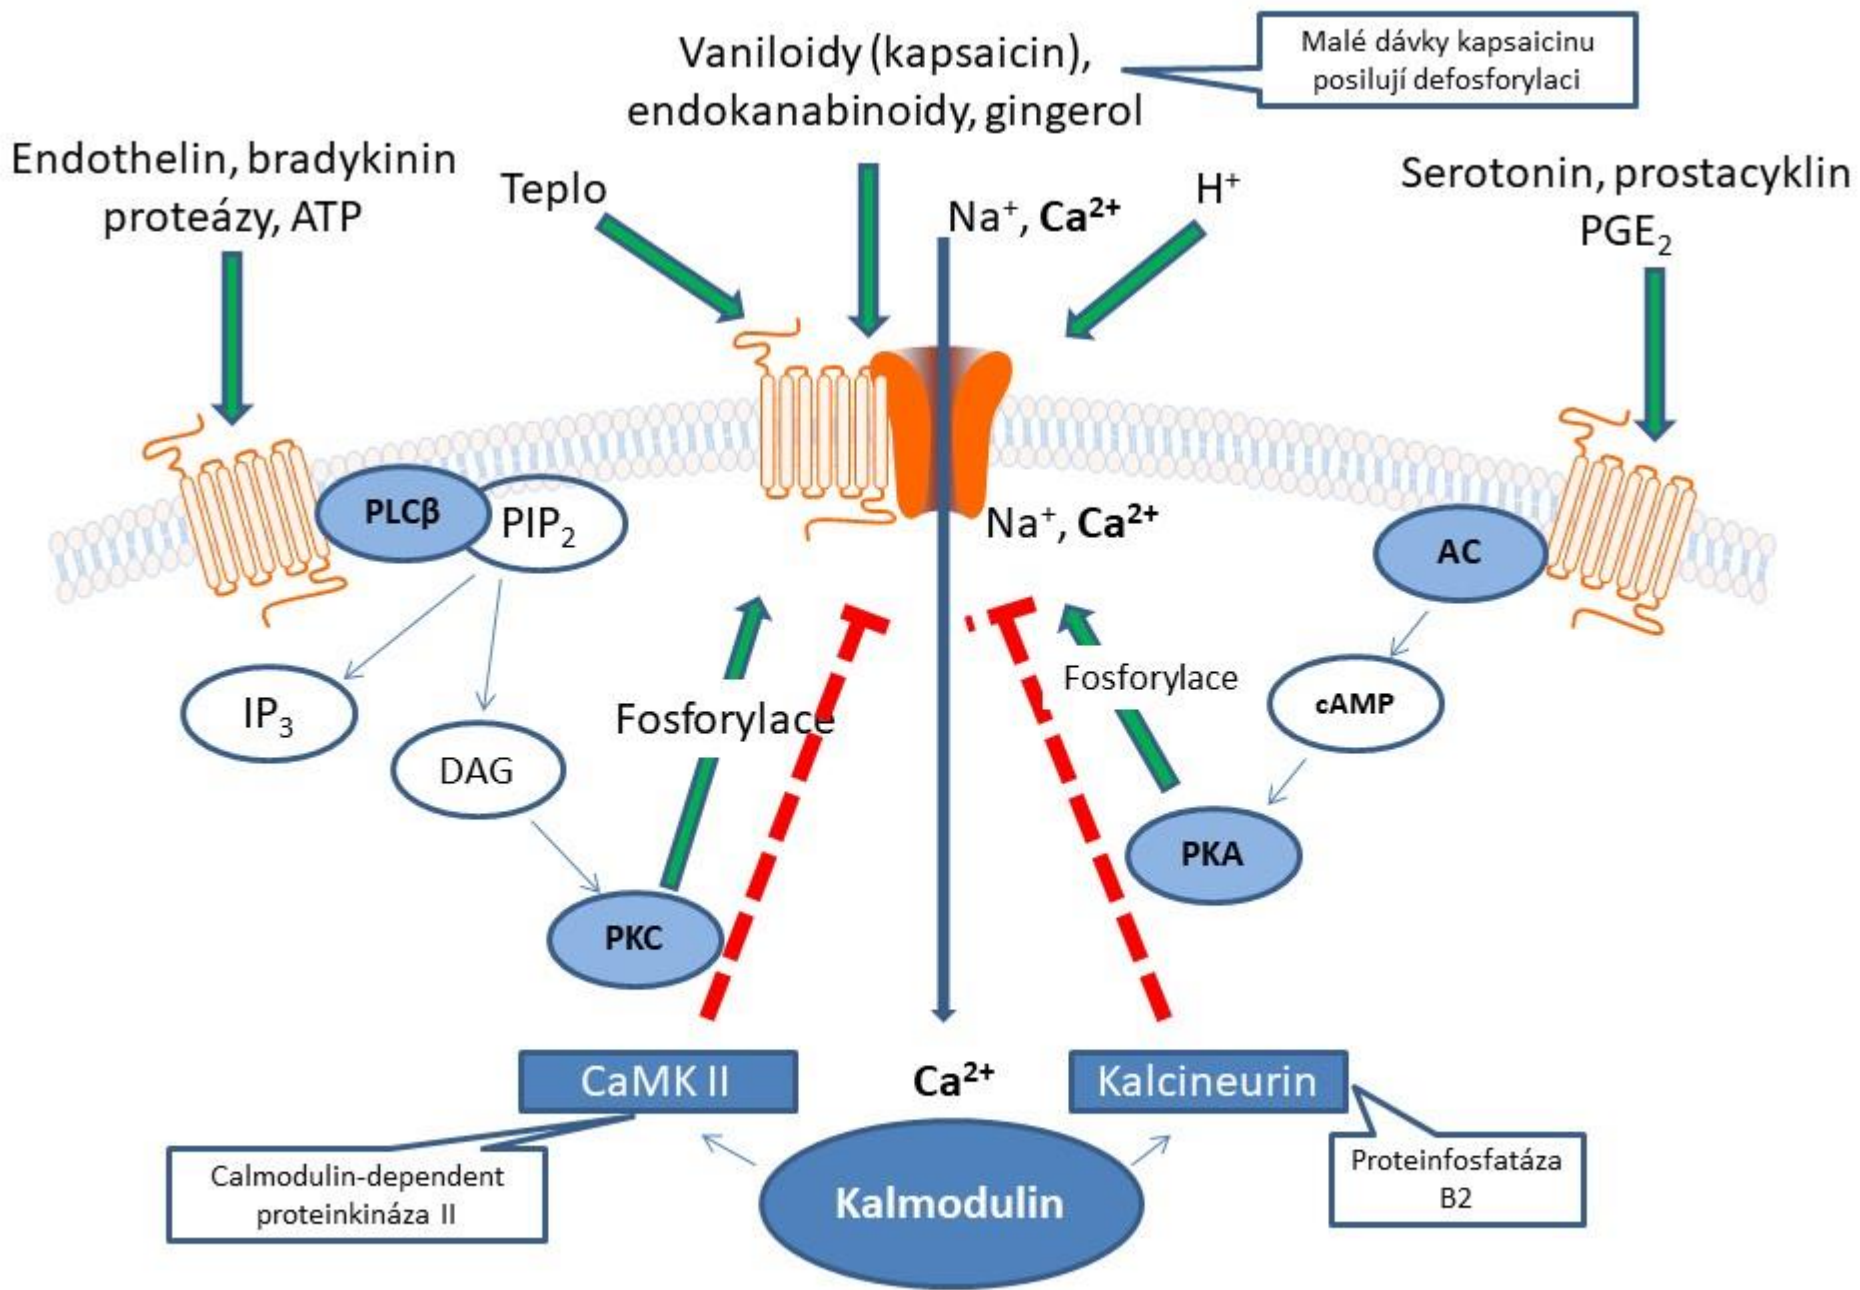 Vaniloidy (kapsaicin),
endokanabinoidy, gingerol
Malé dávky kapsaicinu
posilují defosforylaci
Endothelin, bradykinin
proteázy, ATP
Teplo
Na⁺, Ca²⁺
H⁺
Serotonin, prostacyklin
PGE₂
PLCβ
PIP₂
Na⁺, Ca²⁺
AC
IP₃
DAG
Fosforylace
Fosforylace
cAMP
PKC
PKA
CaMK II
Ca²⁺
Kalcineurin
Calmodulin-dependent
proteinkináza II
Kalmodulin
Proteinfosfatáza
B2